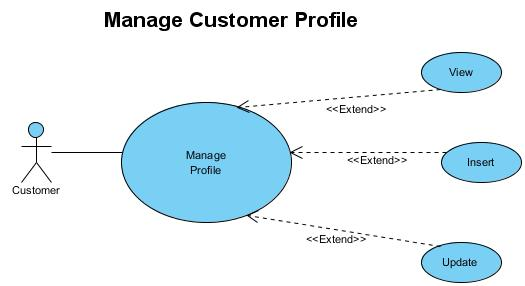 Manage Customer Profile
View
<<Extend>>
Manage
Profile
<<Extend>>
Insert
Customer
<<Extend>>
Update